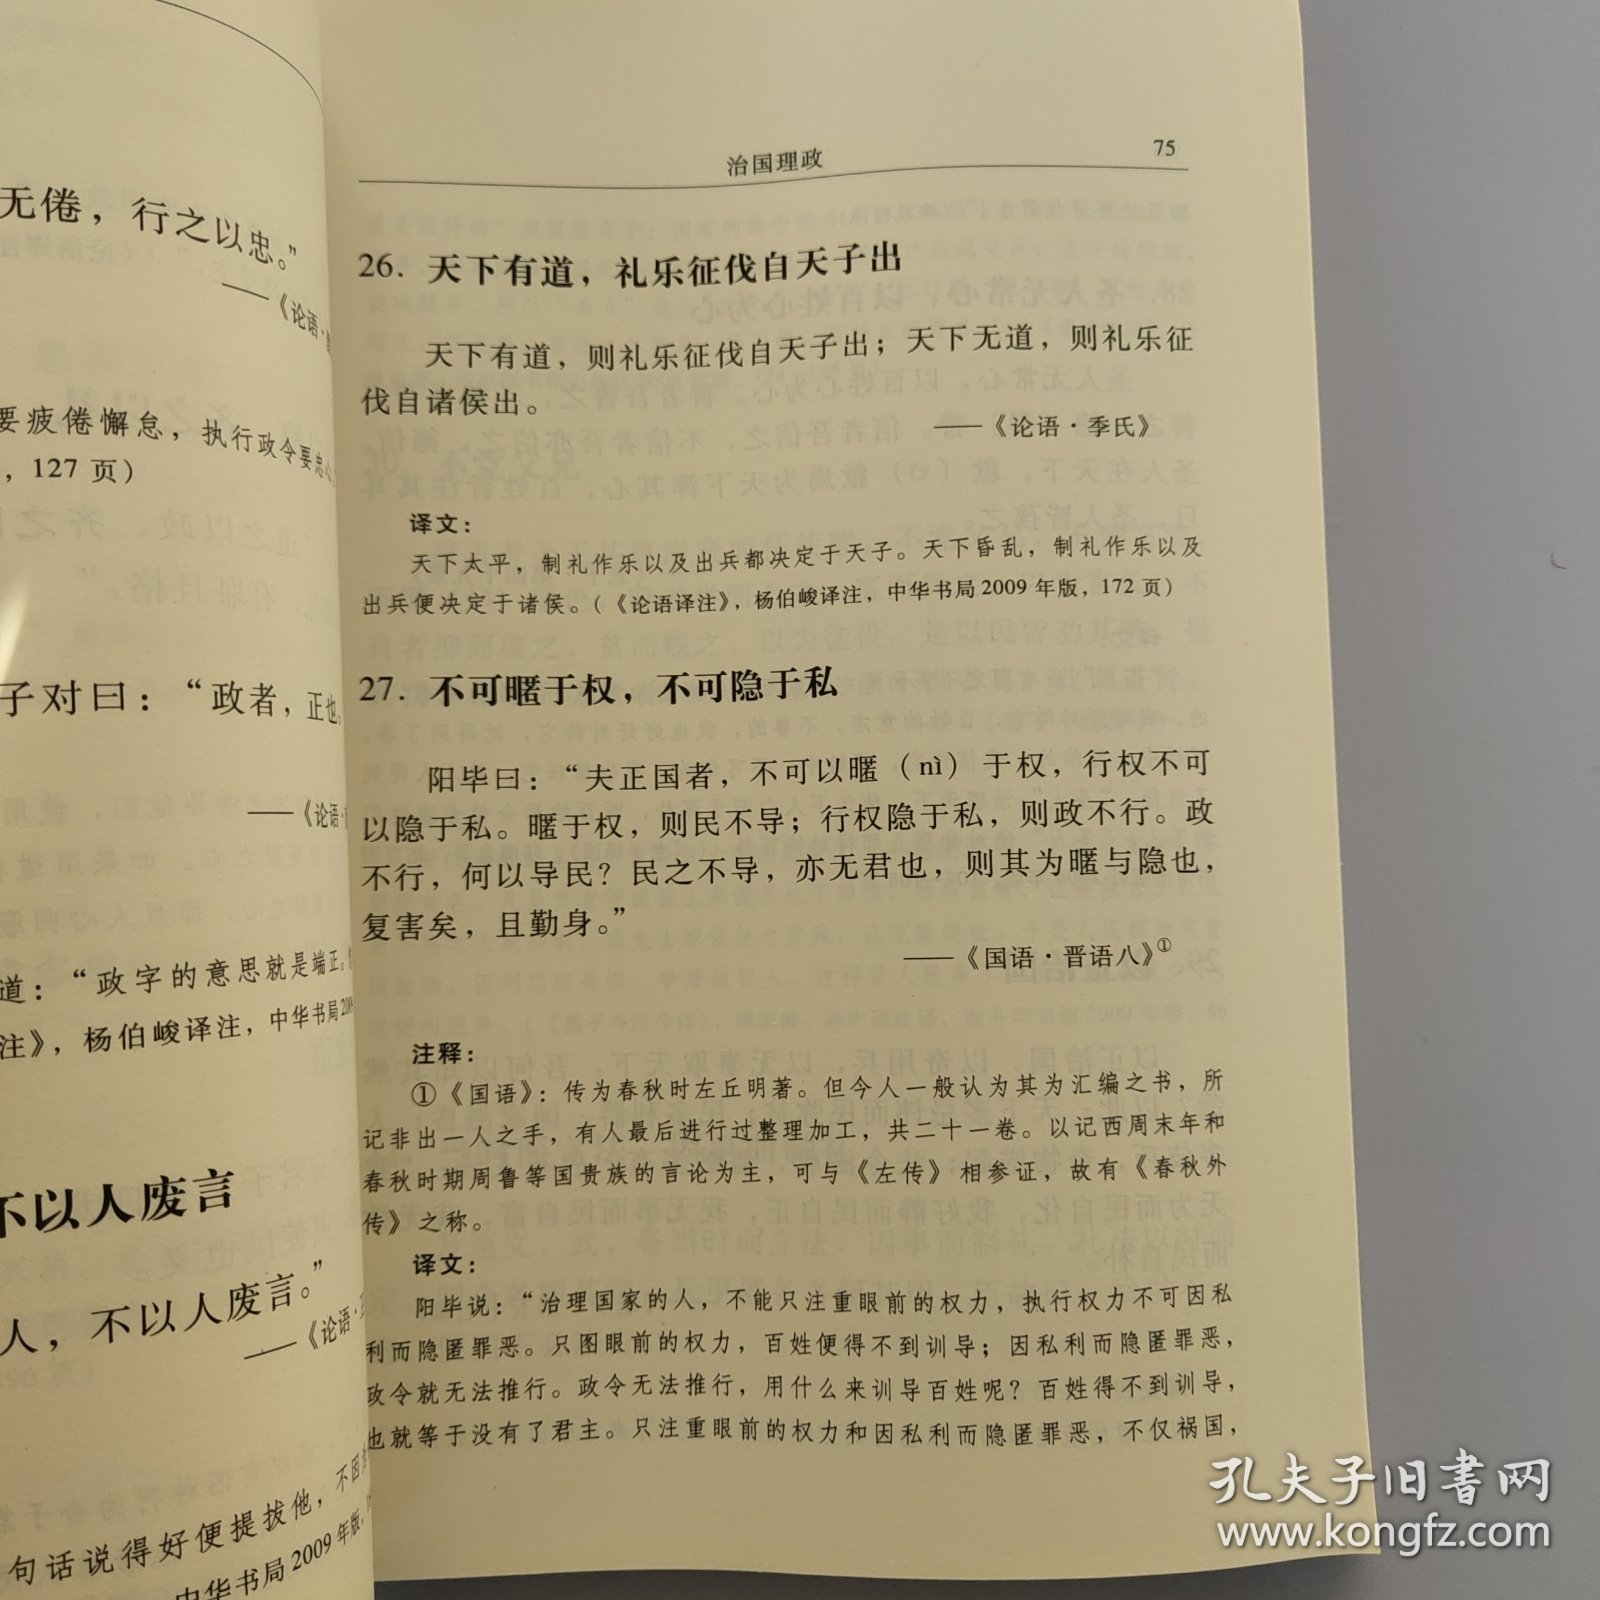 无倦，行之以忠。”
——《论语·
要疲倦懈怠，执行政令要忠心
，127 页）
子对曰：“政者，正也。
——《论语·
道：“政字的意思就是端正。
注》，杨伯峻译注，中华书局2009
不以人废言
人，不以人废言。”
——《论语·
句话说得好便提拔他，不因
中华书局2009 年版，
治国理政
75
26. 天下有道，礼乐征伐自天子出
天下有道，则礼乐征伐自天子出；天下无道，则礼乐征
伐自诸侯出。
——《论语·季氏》
译文：
天下太平，制礼作乐以及出兵都决定于天子。天下昏乱，制礼作乐以及
出兵便决定于诸侯。（《论语译注》，杨伯峻译注，中华书局2009 年版，172 页）
27. 不可暱于权，不可隐于私
阳毕曰：“夫正国者，不可以暱（nì）于权，行权不可
以隐于私。暱于权，则民不导；行权隐于私，则政不行。政
不行，何以导民？民之不导，亦无君也，则其为暱与隐也，
复害矣，且勤身。”
——《国语·晋语八》①
注释：
①《国语》：传为春秋时左丘明著。但今人一般认为其为汇编之书，所
记非出一人之手，有人最后进行过整理加工，共二十一卷。以记西周末年和
春秋时期周鲁等国贵族的言论为主，可与《左传》相参证，故有《春秋外
传》之称。
译文：
阳毕说：“治理国家的人，不能只注重眼前的权力，执行权力不可因私
利而隐匿罪恶。只图眼前的权力，百姓便得不到训导；因私利而隐匿罪恶，
政令就无法推行。政令无法推行，用什么来训导百姓呢？百姓得不到训导，
也就等于没有了君主。只注重眼前的权力和因私利而隐匿罪恶，不仅祸国，
孔夫子旧书网
www.kongfz.com